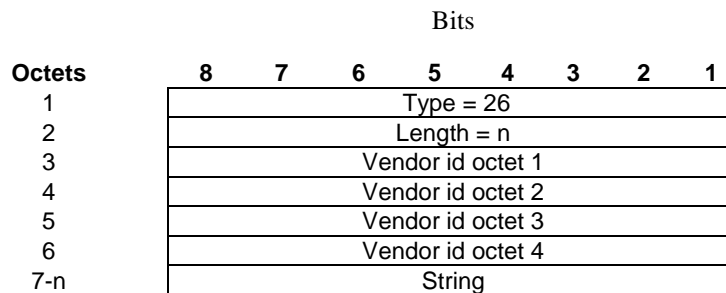 Bits
Octets 8 7 6 5 4 3 2 1
1 Type = 26
2 Length = n
3 Vendor id octet 1
4 Vendor id octet 2
5 Vendor id octet 3
6 Vendor id octet 4
7-n String